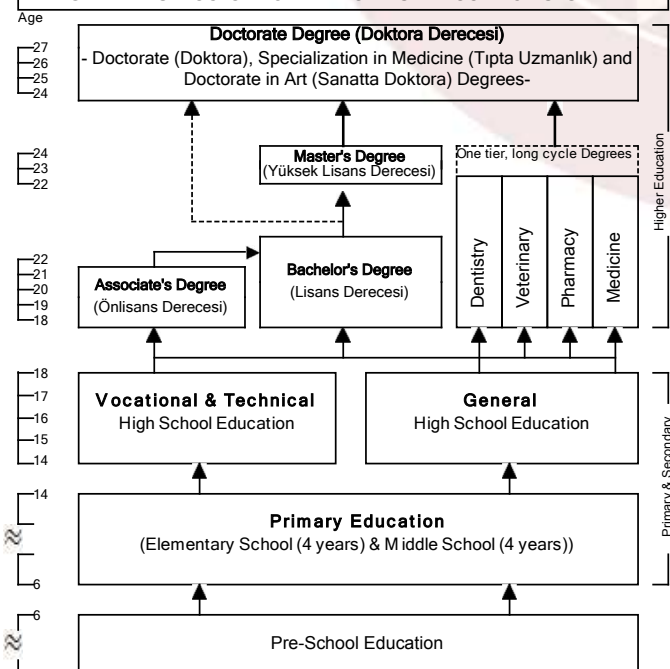 Age
Doctorate Degree (Doktora Derecesi)
- Doctorate (Doktora), Specialization in Medicine (Tıpta Uzmanlık) and
Doctorate in Art (Sanatta Doktora) Degrees-
27
26
25
24
Master's Degree
(Yüksek Lisans Derecesi)
One tier, long cycle Degrees
24
23
22
Higher Education
Associate's Degree
(Önlisans Derecesi)
Bachelor's Degree
(Lisans Derecesi)
Dentistry
Veterinary
Pharmacy
Medicine
22
21
20
19
18
Vocational & Technical
High School Education
General
High School Education
18
17
16
15
14
Primary & Secondary
Primary Education
(Elementary School (4 years) & Middle School (4 years))
14
6
Pre-School Education
6